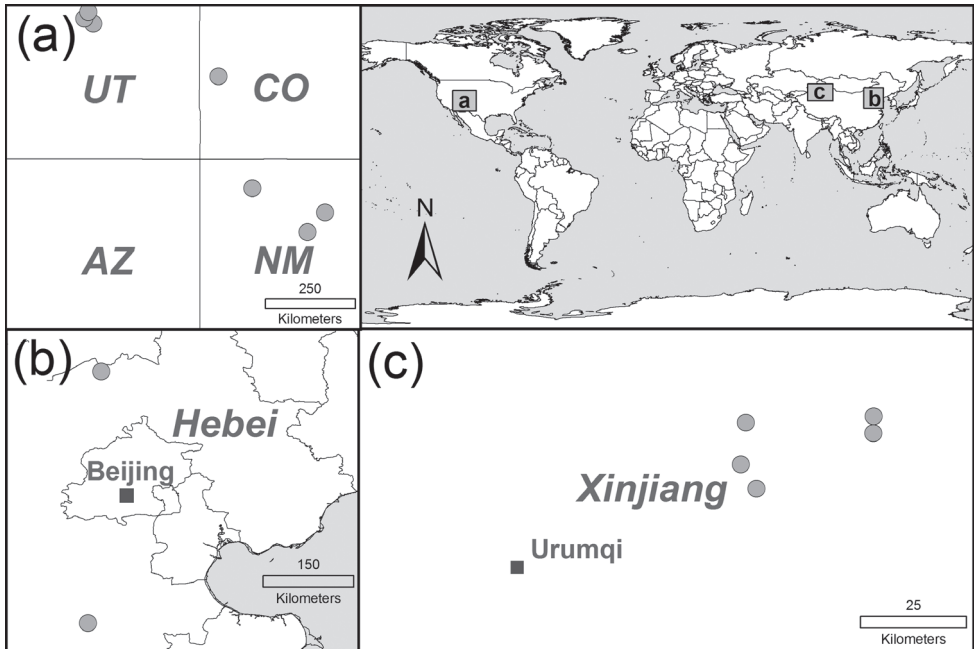 (a)
UT
CO
AZ
NM
250
Kilometers
a
c
b
N
(b)
Hebei
Beijing
150
Kilometers
(c)
Xinjiang
Urumqi
25
Kilometers